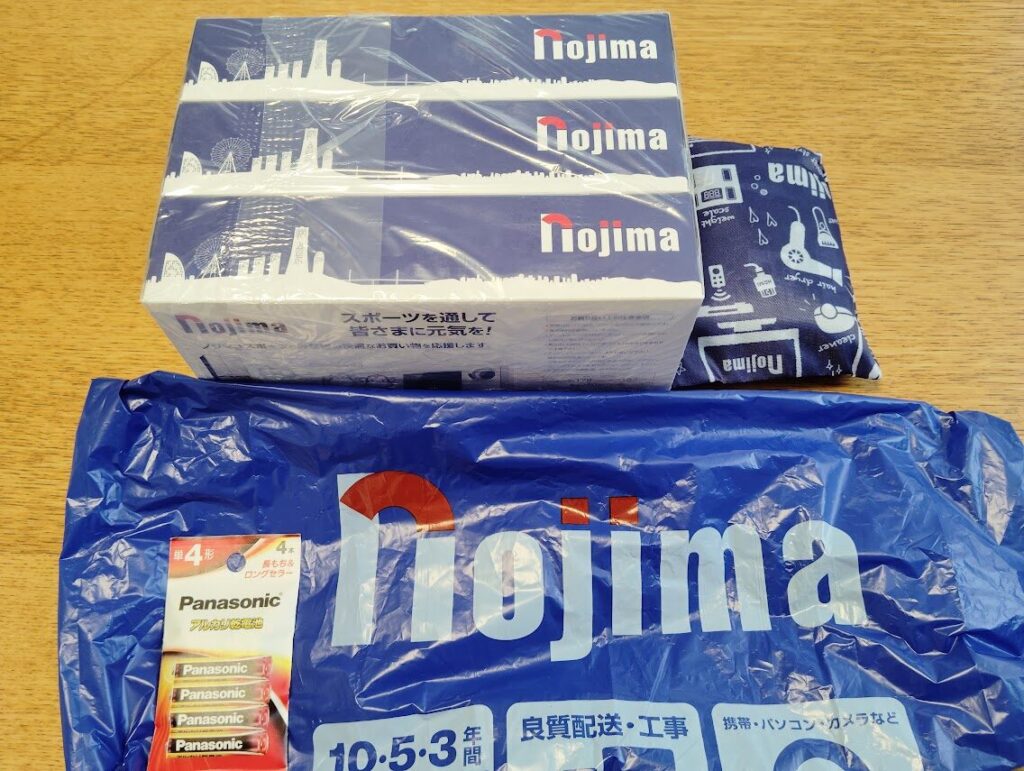 nojima
nojima
nojima
nojima
スポーツを通して
皆さまに元気を!
nojima
weight
scale
hair dryer
cleaner
nojima
nojima
単4形
4本
長もち&
ロングセラー
Panasonic
アルカリ乾電池
Panasonic
Panasonic
Panasonic
Panasonic
10・5・3年間
良質配送・工事
携帯・パソコン・カメラなど